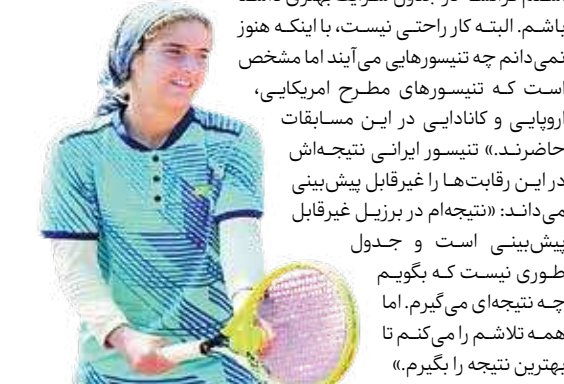 باشم. البته کار راحتی نیست، با اینکه هنوز
نمی‌دانم چه تنیسورهایی می‌آیند اما مشخص
است که تنیسورهای مطرح امریکایی،
اروپایی و کانادایی در این مسابقات
حاضرند.» تنیسور ایرانی نتیجه‌اش
در این رقابت‌ها را غیرقابل پیش‌بینی
می‌داند: «نتیجه‌ام در برزیل غیرقابل
پیش‌بینی است و جدول
طوری نیست که بگویم
چه نتیجه‌ای می‌گیرم. اما
همه تلاشم را می‌کنم تا
بهترین نتیجه را بگیرم.»